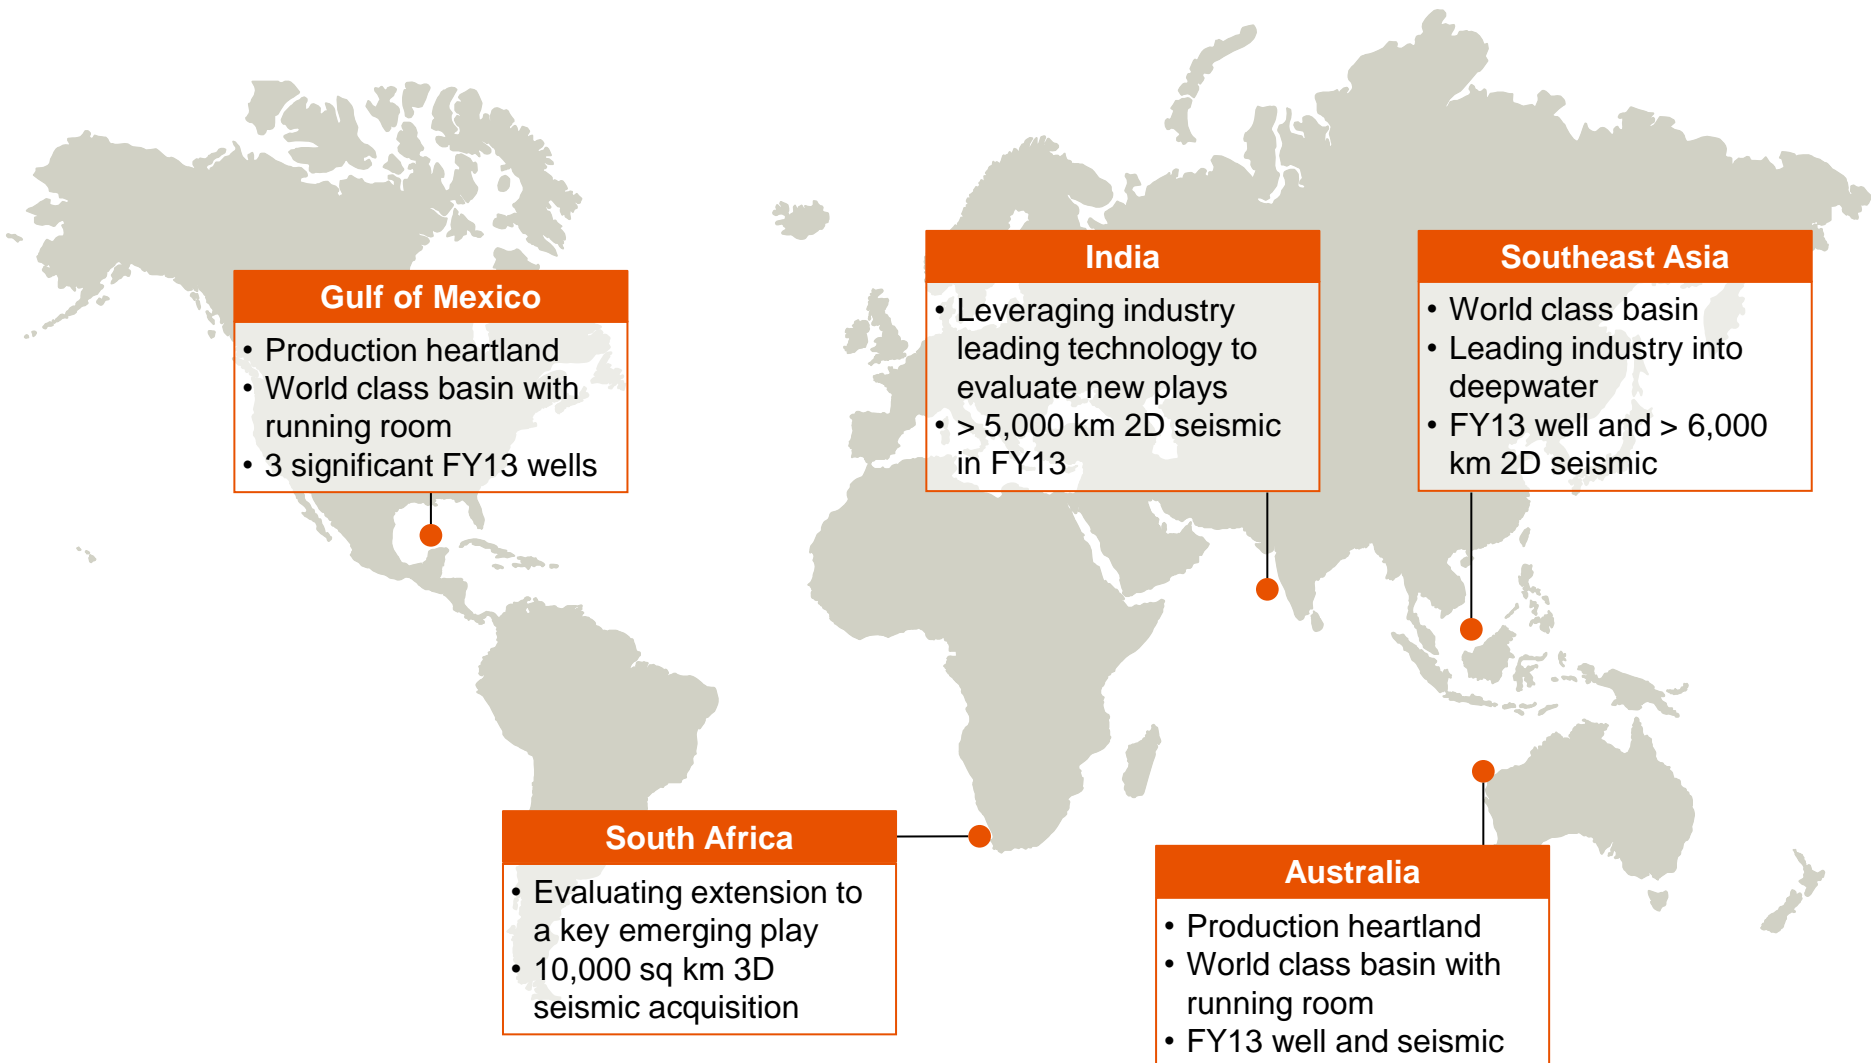 Gulf of Mexico
• Production heartland
• World class basin with
running room
• 3 significant FY13 wells
India
• Leveraging industry
leading technology to
evaluate new plays
• > 5,000 km 2D seismic
in FY13
Southeast Asia
• World class basin
• Leading industry into
deepwater
• FY13 well and > 6,000
km 2D seismic
South Africa
• Evaluating extension to
a key emerging play
• 10,000 sq km 3D
seismic acquisition
Australia
• Production heartland
• World class basin with
running room
• FY13 well and seismic